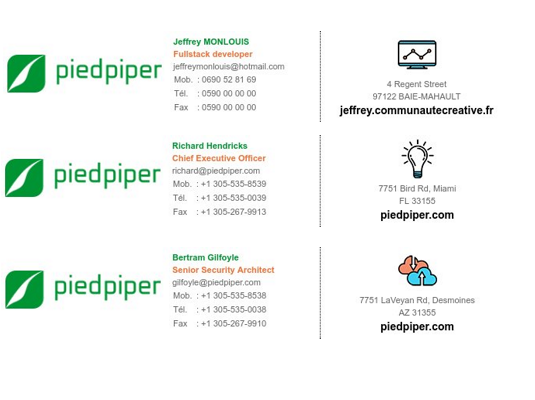 piedpiper
Jeffrey MONLOUIS
Fullstack developer
jeffreymonlouis@hotmail.com
Mob. : 0690 52 81 69
Tél. : 0590 00 00 00
Fax : 0590 00 00 00
4 Regent Street
97122 BAIE-MAHAULT
jeffrey.communautecreative.fr
piedpiper
Richard Hendricks
Chief Executive Officer
richard@piedpiper.com
Mob. : +1 305-535-8539
Tél. : +1 305-535-0039
Fax : +1 305-267-9913
7751 Bird Rd, Miami
FL 33155
piedpiper.com
piedpiper
Bertram Gilfoyle
Senior Security Architect
gilfoyle@piedpiper.com
Mob. : +1 305-535-8538
Tél. : +1 305-535-0038
Fax : +1 305-267-9910
7751 LaVeyan Rd, Desmoines
AZ 31355
piedpiper.com